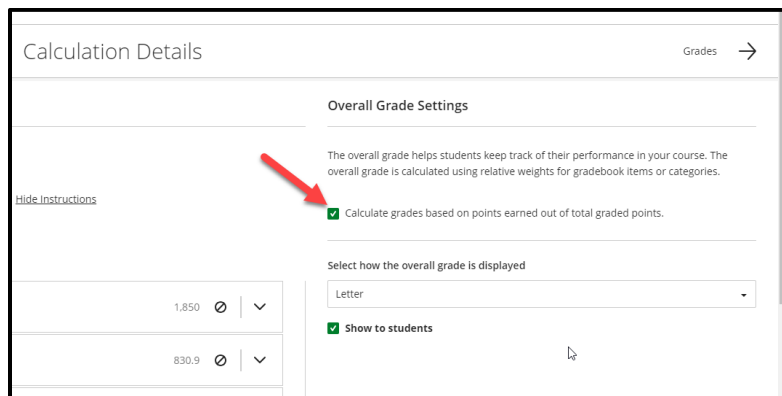 Calculation Details
Grades
Overall Grade Settings
The overall grade helps students keep track of their performance in your course. The
overall grade is calculated using relative weights for gradebook items or categories.
Hide Instructions
Calculate grades based on points earned out of total graded points.
Select how the overall grade is displayed
Letter
1,850
Show to students
830.9